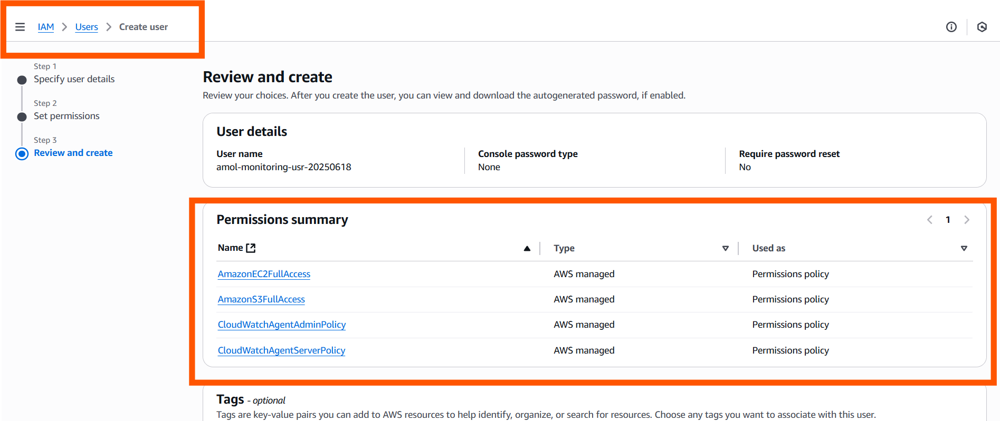 IAM > Users > Create user
Step 1
Specify user details
Step 2
Set permissions
Step 3
Review and create
Review and create
Review your choices. After you create the user, you can view and download the autogenerated password, if enabled.
User details
User name
amol-monitoring-usr-20250618
Console password type
None
Require password reset
No
Permissions summary
1
Name Type Used as
AmazonEC2FullAccess AWS managed Permissions policy
AmazonS3FullAccess AWS managed Permissions policy
CloudWatchAgentAdminPolicy AWS managed Permissions policy
CloudWatchAgentServerPolicy AWS managed Permissions policy
Tags - optional
Tags are key-value pairs you can add to AWS resources to help identify, organize, or search for resources. Choose any tags you want to associate with this user.